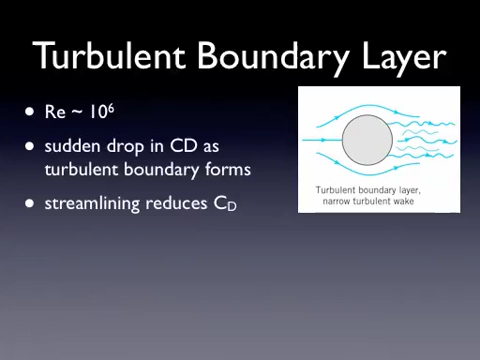 Turbulent Boundary Layer
• Re ~ 10⁶
• sudden drop in CD as
turbulent boundary forms
• streamlining reduces C_D
Turbulent boundary layer,
narrow turbulent wake